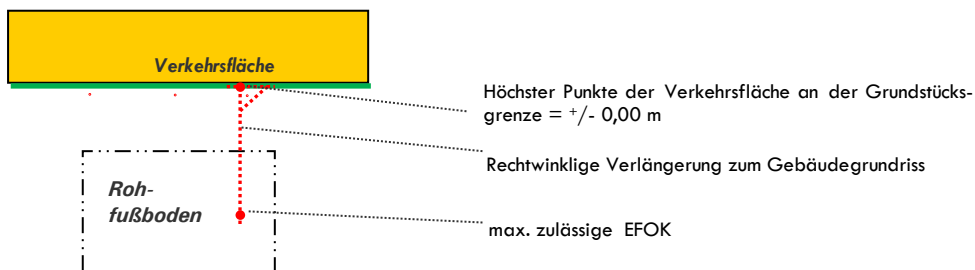 Verkehrsfläche
Höchster Punkte der Verkehrsfläche an der Grundstücks-
grenze = +/- 0,00 m
Rechtwinklige Verlängerung zum Gebäudegrundriss
Roh-
fußboden
max. zulässige EFOK